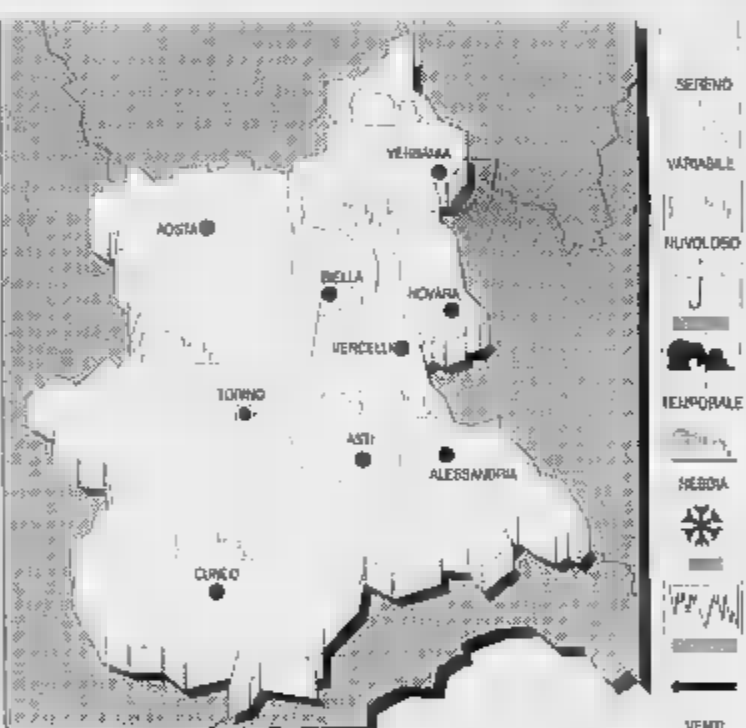 SERENO
VERBANIA
VARIABILE
AOSTA
NUVOLOSO
BIELLA
NOVARA
VERCELLI
TORINO
TEMPORALE
ASTI
ALESSANDRIA
NEBBIA
CUNEO
VENTI